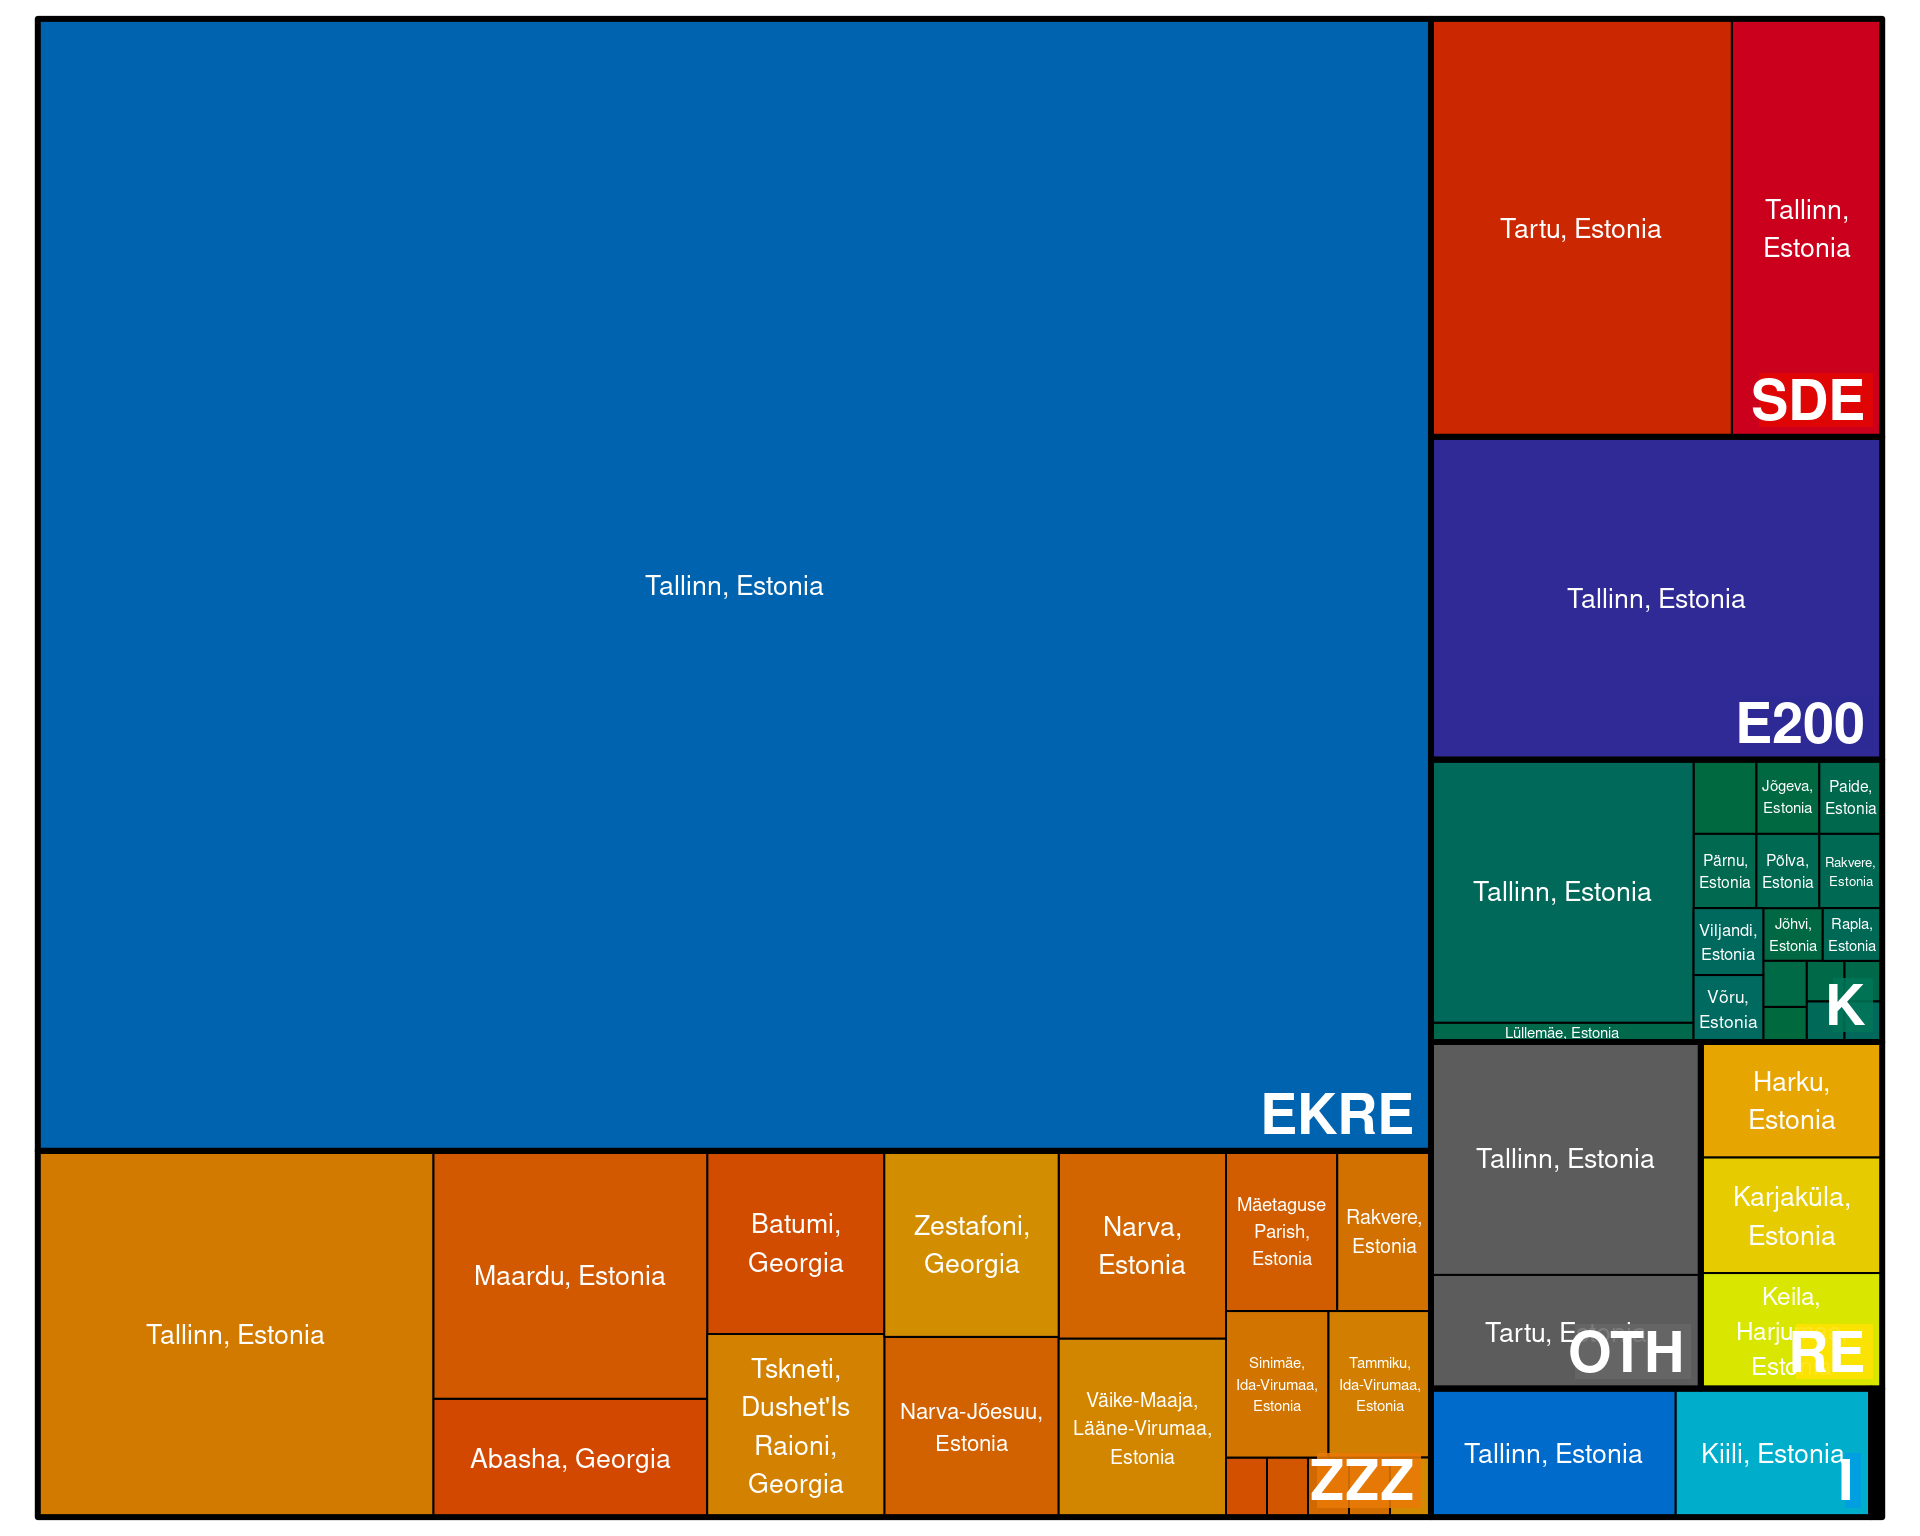 Tallinn, Estonia
EKRE
Tartu, Estonia
Tallinn,
Estonia
SDE
Tallinn, Estonia
E200
Tallinn, Estonia
Jõgeva,
Estonia
Paide,
Estonia
Pärnu,
Estonia
Põlva,
Estonia
Rakvere,
Estonia
Viljandi,
Estonia
Jõhvi,
Estonia
Rapla,
Estonia
Võru,
Estonia
Lüllemäe, Estonia
K
Tallinn, Estonia
Tartu, Estonia
OTH
Harku,
Estonia
Karjaküla,
Estonia
Keila,
RE
Tallinn, Estonia
Kiili, Estonia
I
Tallinn, Estonia
Maardu, Estonia
Abasha, Georgia
Batumi,
Georgia
Tskneti,
Dushet'Is
Raioni,
Georgia
Zestafoni,
Georgia
Narva-Jõesuu,
Estonia
Narva,
Estonia
Väike-Maaja,
Lääne-Virumaa,
Estonia
Mäetaguse
Parish,
Estonia
Rakvere,
Estonia
Sinimäe,
Ida-Virumaa,
Estonia
Tammiku,
Ida-Virumaa,
Estonia
ZZZ